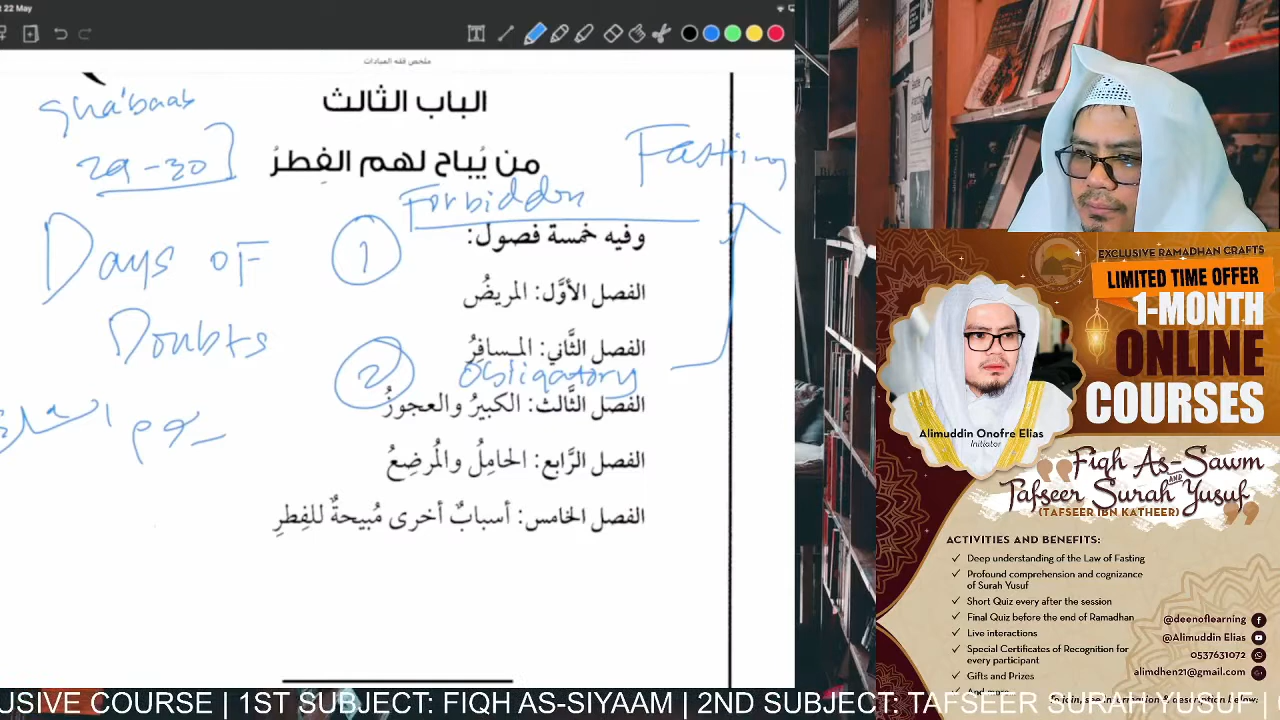 22 May
ملخص فقه العبادات
Sha'baab
29-30
الباب الثالث
من يُباح لهم الفِطرُ
Fasting
Forbidden
Days of
Doubts
1
وفيه خمسة فصول:
الفصل الأوَّل: المريضُ
الفصل الثَّاني: المسافِرُ
2
Obligatory
الفصل الثَّالث: الكبيرُ والعجوزُ
الفصل الرَّابع: الحامِلُ والمُرضِعُ
الفصل الخامس: أسبابٌ أخرى مُبيحةٌ للفِطرِ
EXCLUSIVE RAMADHAN CRAFTS
LIMITED TIME OFFER
1-MONTH
ONLINE
COURSES
Alimuddin Onofre Elias
Initiator
Fiqh As-Sawm
AND
Tafseer Surah Yusuf
(TAFSEER IBN KATHEER)
ACTIVITIES AND BENEFITS:
Deep understanding of the Law of Fasting
Profound comprehension and cognizance
of Surah Yusuf
Short Quiz every after the session
Final Quiz before the end of Ramadhan
Live interactions
Special Certificates of Recognition for
every participant
Gifts and Prizes
@deenoflearning
@Alimuddin Elias
0537631072
alimdhen21@gmail.com
USIVE COURSE | 1ST SUBJECT: FIQH AS-SIYAAM | 2ND SUBJECT: TAFSEER SURAH YUSUF |